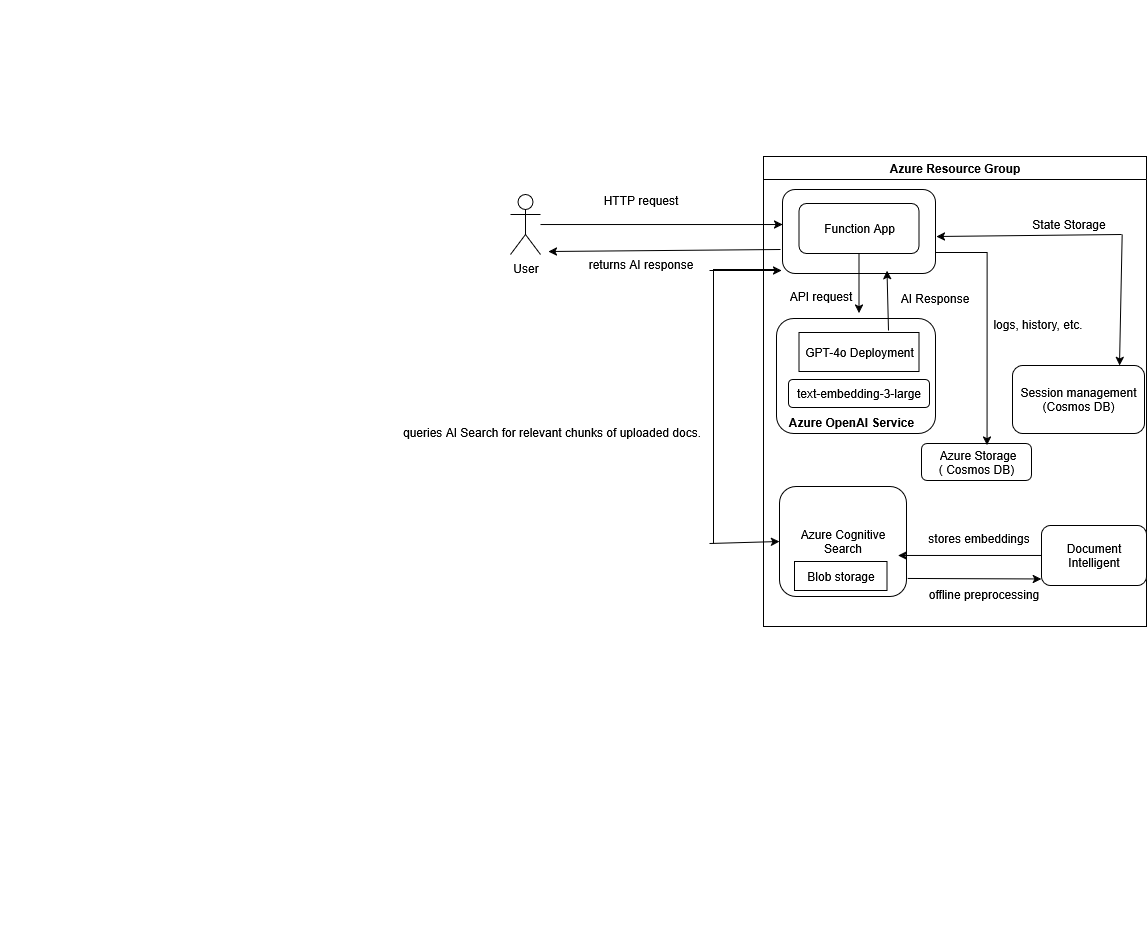 Azure Resource Group
HTTP request
Function App
State Storage
User
returns AI response
API request
AI Response
logs, history, etc.
GPT-4o Deployment
text-embedding-3-large
Azure OpenAI Service
Session management
(Cosmos DB)
queries AI Search for relevant chunks of uploaded docs.
Azure Storage
( Cosmos DB)
Azure Cognitive
Search
Blob storage
stores embeddings
offline preprocessing
Document
Intelligent